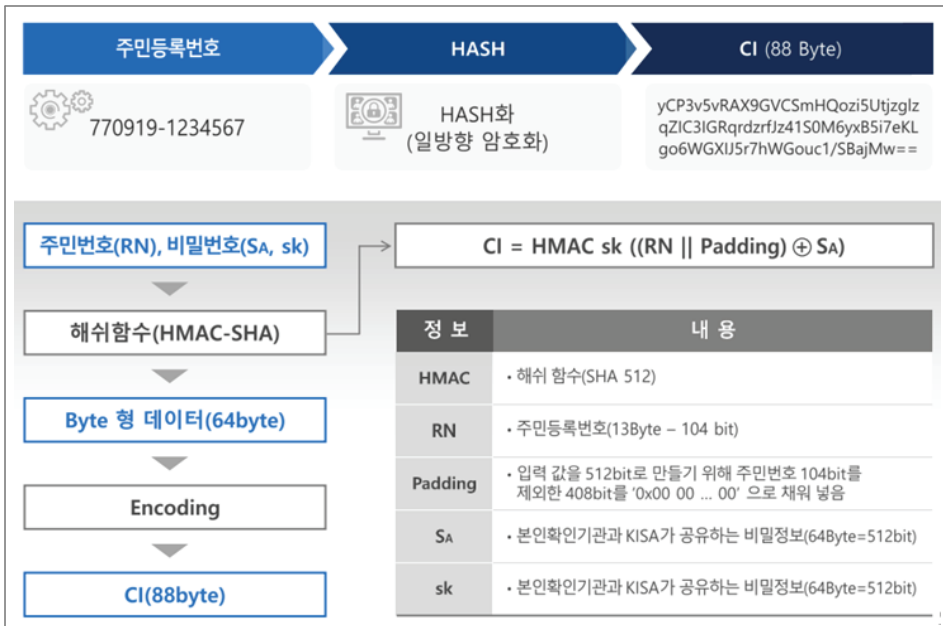 주민등록번호
HASH
CI (88 Byte)
770919-1234567
HASH화
(일방향 암호화)
yCP3v5vRAX9GVCSmHQozi5UtjzgIz
qZIC3IGRqrdzrfJz41S0M6yxB5i7eKL
go6WGXIJ5r7hWGouc1/SBajMw==
주민번호(RN), 비밀번호(SA, sk)
CI = HMAC sk ((RN || Padding) ⊕ SA)
해쉬함수(HMAC-SHA)
Byte 형 데이터(64byte)
Encoding
CI(88byte)
정 보
내 용
HMAC
• 해쉬 함수(SHA 512)
RN
• 주민등록번호(13Byte – 104 bit)
Padding
• 입력 값을 512bit로 만들기 위해 주민번호 104bit를
제외한 408bit를 '0x00 00 ... 00' 으로 채워 넣음
SA
• 본인확인기관과 KISA가 공유하는 비밀정보(64Byte=512bit)
sk
• 본인확인기관과 KISA가 공유하는 비밀정보(64Byte=512bit)